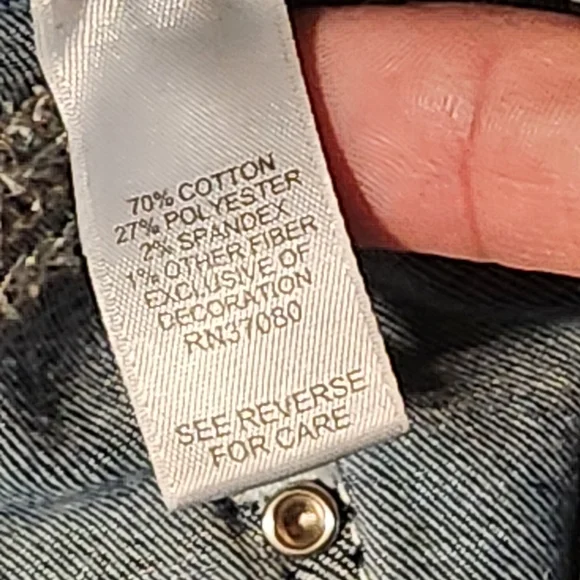 70% COTTON
27% POLYESTER
2% SPANDEX
1% OTHER FIBER
EXCLUSIVE OF
DECORATION
RN37080
SEE REVERSE
FOR CARE